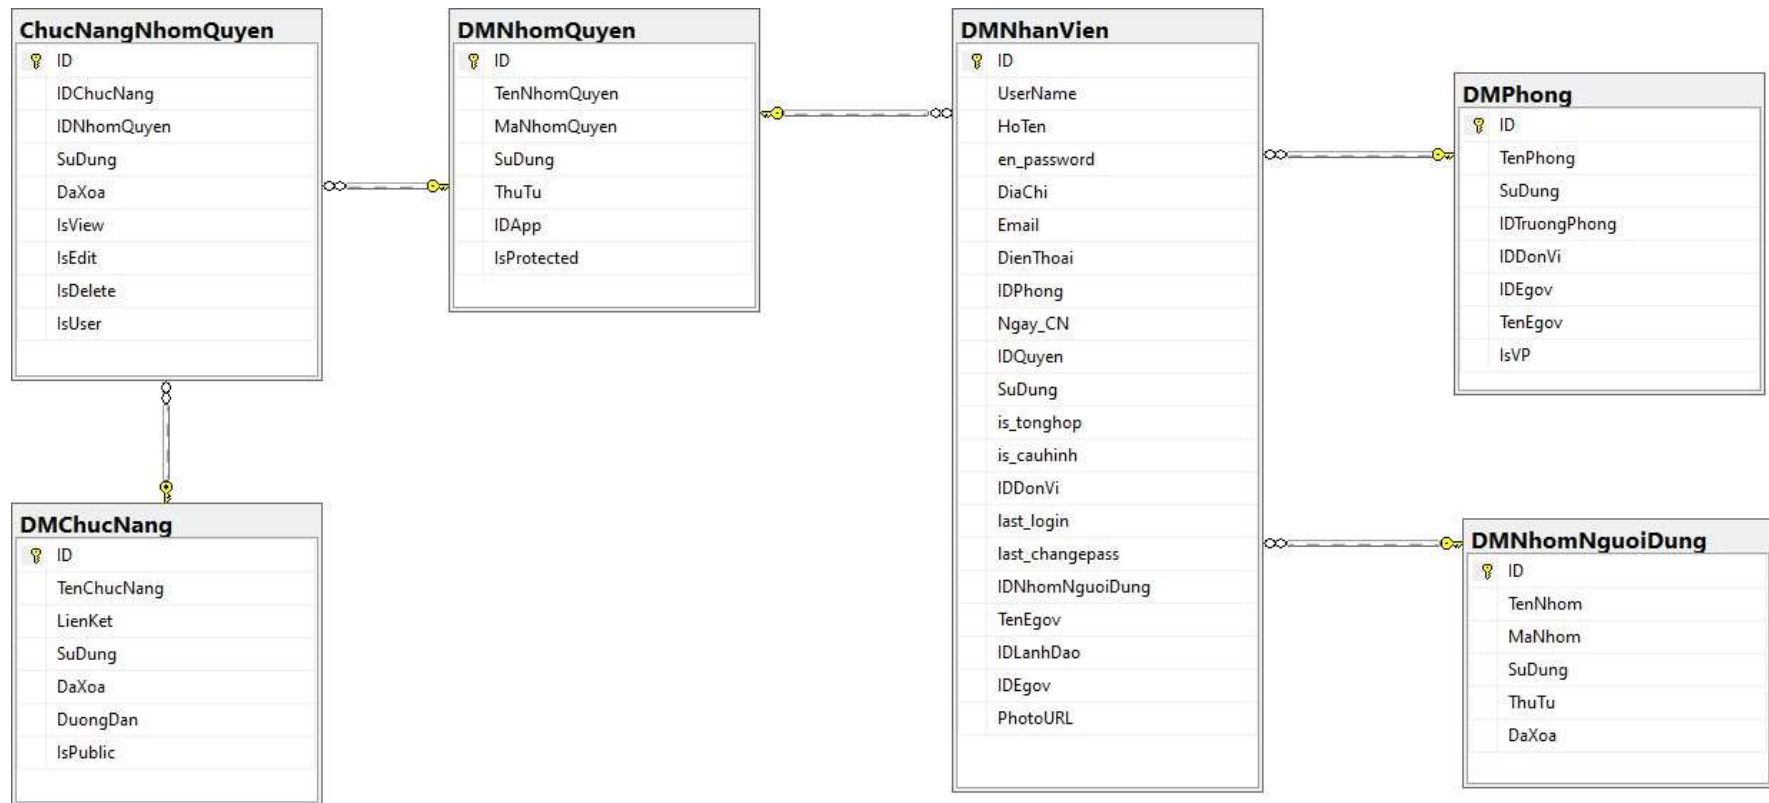 ChucNangNhomQuyen
ID
IDChucNang
IDNhomQuyen
SuDung
DaXoa
IsView
IsEdit
IsDelete
IsUser
DMNhomQuyen
ID
TenNhomQuyen
MaNhomQuyen
SuDung
ThuTu
IDApp
IsProtected
DMNhanVien
ID
UserName
HoTen
en_password
DiaChi
Email
DienThoai
IDPhong
Ngay_CN
IDQuyen
SuDung
is_tonghop
is_cauhinh
IDDonVi
last_login
last_changepass
IDNhomNguoiDung
TenEgov
IDLanhDao
IDEgov
PhotoURL
DMPhong
ID
TenPhong
SuDung
IDTruongPhong
IDDonVi
IDEgov
TenEgov
IsVP
DMChucNang
ID
TenChucNang
LienKet
SuDung
DaXoa
DuongDan
IsPublic
DMNhomNguoiDung
ID
TenNhom
MaNhom
SuDung
ThuTu
DaXoa